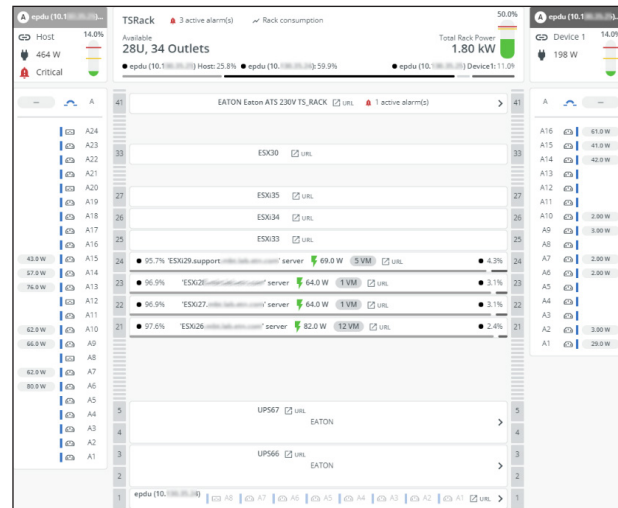 A epdu (10.1
Host 14.0%
464 W
Critical
— A
A24
A23
A22
A21
A20
A19
A18
A17
A16
43.0 W A15
57.0 W A14
76.0 W A13
A12
A11
62.0 W A10
66.0 W A9
A8
62.0 W A7
80.0 W A6
A5
A4
A3
A2
A1
TSRack 3 active alarm(s) Rack consumption 50.0%
Available Total Rack Power
28U, 34 Outlets 1.80 kW
epdu (10.1 Host: 25.8% epdu (10. ):59.9% epdu (10. Device1: 11.0%
41 EATON Eaton ATS 230V TS_RACK URL 1 active alarm(s) > 41
33 ESX30 URL 33
27 ESXi35 URL 27
26 ESXi34 URL 26
25 ESXi33 URL 25
24 95.7% 'ESXi29.support server 69.0 W 5 VM URL 4.3% 24
23 96.9% server 64.0 W 1 VM URL 3.1% 23
22 96.9% 'ESXi27. server 64.0 W 1 VM URL 3.1% 22
21 97.6% 'ESXi26 server 82.0 W 12 VM URL 2.4% 21
5 UPS67 URL 5
EATON >
4 4
3 UPS66 URL 3
EATON >
2 2
1 epdu (10. A8 A7 A6 A5 A4 A3 A2 A1 URL > 1
A epdu (10.1
Device 1 14.0%
198 W
A —
A16 61.0 W
A15 41.0 W
A14 42.0 W
A13
A12
A11
A10 2.00 W
A9 3.00 W
A8
A7 2.00 W
A6 2.00 W
A5
A4
A3
A2 3.00 W
A1 29.0 W